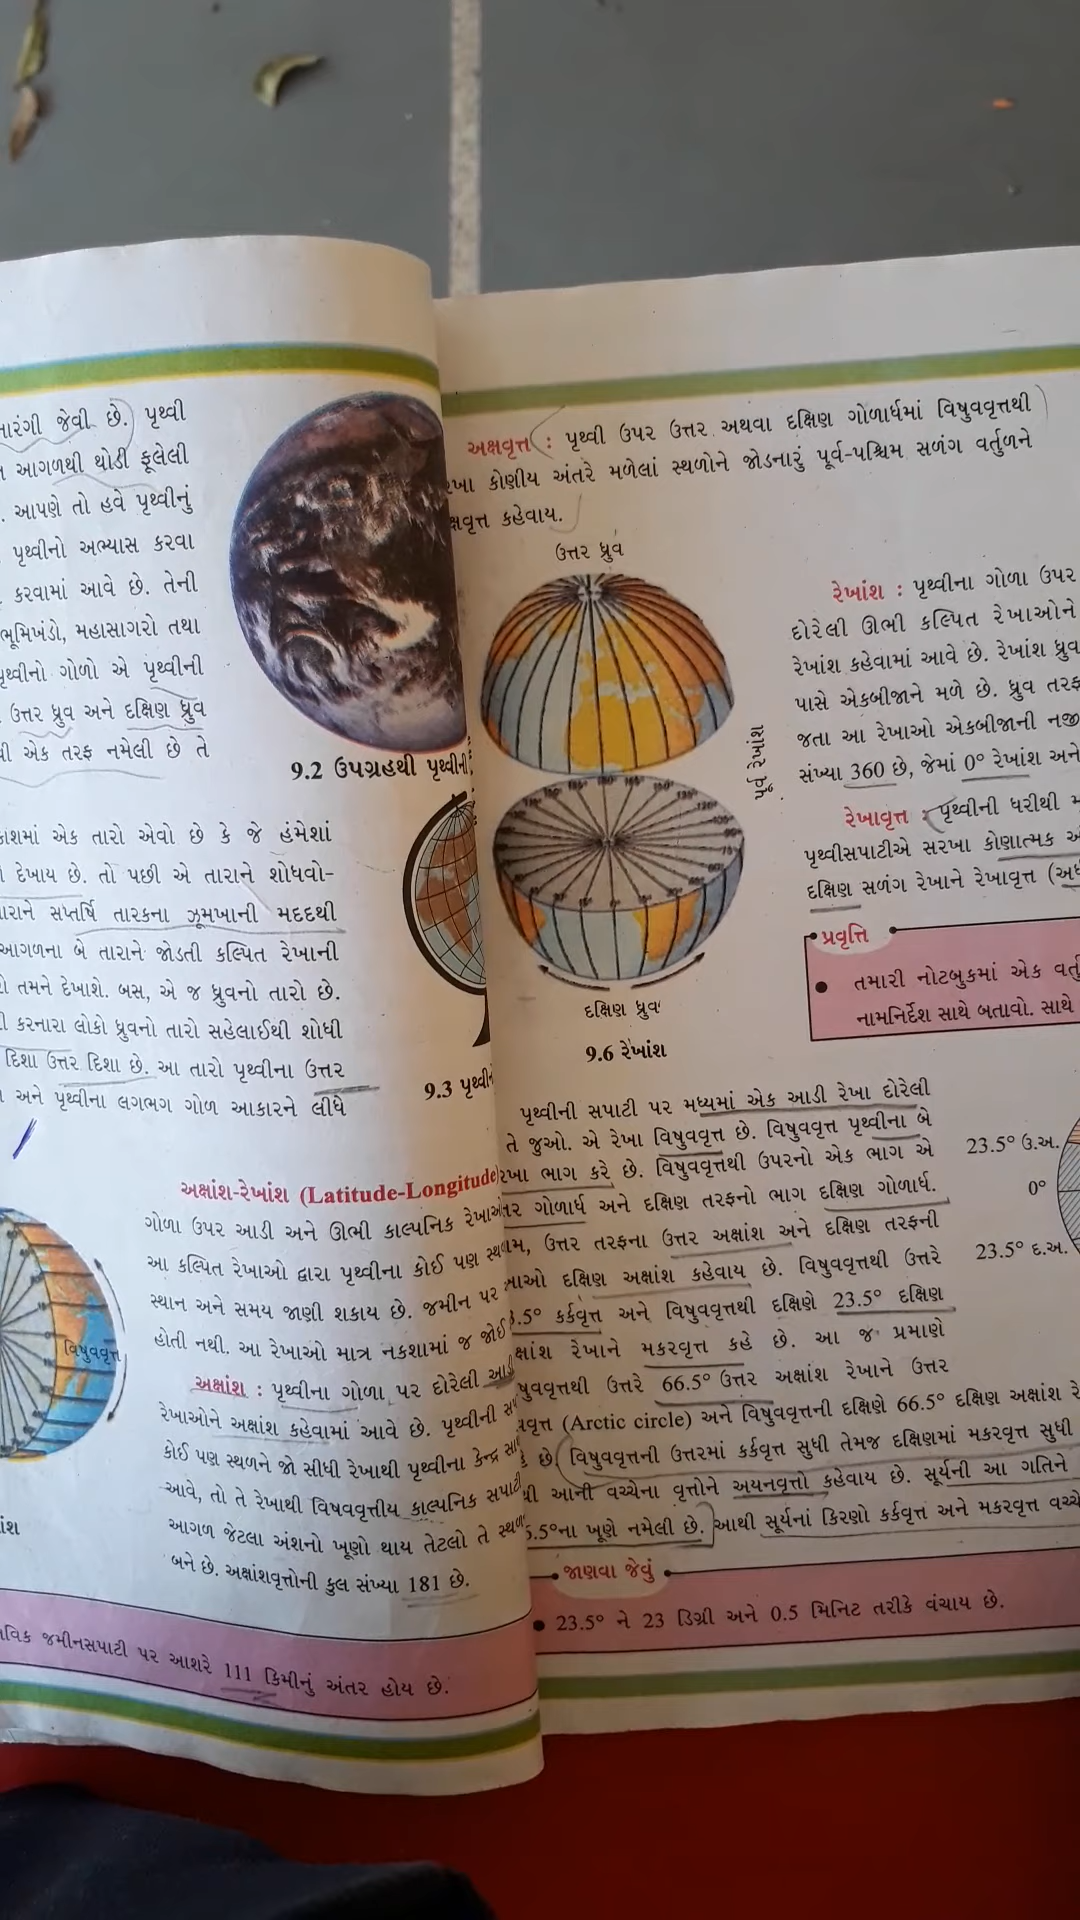 નારંગી જેવી છે. પૃથ્વી
આગળથી થોડી ફૂલેલી
. આપણે તો હવે પૃથ્વીનું
પૃથ્વીનો અભ્યાસ કરવા
કરવામાં આવે છે. તેની
ભૂમિખંડો, મહાસાગરો તથા
પૃથ્વીનો ગોળો એ પૃથ્વીની
ઉત્તર ધ્રુવ અને દક્ષિણ ધ્રુવ
એક તરફ નમેલી છે તે
9.2 ઉપગ્રહથી પૃથ્વીની
એક તારો એવો છે કે જે હંમેશાં
દેખાય છે. તો પછી એ તારાને શોધવો-
સપ્તર્ષિ તારકના ઝૂમખાની મદદથી
આગળના બે તારાને જોડતી કલ્પિત રેખાની
તમને દેખાશે. બસ, એ જ ધ્રુવનો તારો છે.
કરનારા લોકો ધ્રુવનો તારો સહેલાઈથી શોધી
દિશા ઉત્તર દિશા છે. આ તારો પૃથ્વીના ઉત્તર
અને પૃથ્વીના લગભગ ગોળ આકારને લીધે
9.3 પૃથ્વી
અક્ષાંશ-રેખાંશ (Latitude-Longitude)
ગોળા ઉપર આડી અને ઊભી કાલ્પનિક
આ કલ્પિત રેખાઓ દ્વારા પૃથ્વીના કોઈ પણ
સ્થાન અને સમય જાણી શકાય છે. જમીન પર
હોતી નથી. આ રેખાઓ માત્ર નકશામાં જ
વિષુવવૃત્ત
અક્ષાંશ : પૃથ્વીના ગોળા પર દોરેલી આડી
રેખાઓને અક્ષાંશ કહેવામાં આવે છે. પૃથ્વીની
કોઈ પણ સ્થળને જો સીધી રેખાથી પૃથ્વીના કેન્દ્ર
આવે, તો તે રેખાથી વિષવવૃત્તીય કાલ્પનિક સપાટી
આગળ જેટલા અંશનો ખૂણો થાય તેટલો તે
બને છે. અક્ષાંશવૃત્તોની કુલ સંખ્યા 181 છે.
જમીનસપાટી પર આશરે 111 કિમીનું અંતર હોય છે.
અક્ષવૃત્ત : પૃથ્વી ઉપર ઉત્તર અથવા દક્ષિણ ગોળાર્ધમાં વિષુવવૃત્તથી
કોણીય અંતરે મળેલાં સ્થળોને જોડનારું પૂર્વ-પશ્ચિમ સળંગ વર્તુળને
કહેવાય.
ઉત્તર ધ્રુવ
પૂર્વ રેખાંશ
દક્ષિણ ધ્રુવ
9.6 રેખાંશ
રેખાંશ : પૃથ્વીના ગોળા ઉપર
દોરેલી ઊભી કલ્પિત રેખાઓને
રેખાંશ કહેવામાં આવે છે. રેખાંશ ધ્રુવ
પાસે એકબીજાને મળે છે. ધ્રુવ તરફ
જતા આ રેખાઓ એકબીજાની
સંખ્યા 360 છે, જેમાં 0° રેખાંશ અને
રેખાવૃત્ત : પૃથ્વીની ધરીથી
પૃથ્વીસપાટીએ સરખા કોણાત્મક
દક્ષિણ સળંગ રેખાને રેખાવૃત્ત
પ્રવૃત્તિ
● તમારી નોટબુકમાં એક
નામનિર્દેશ સાથે બતાવો. સાથે
પૃથ્વીની સપાટી પર મધ્યમાં એક આડી રેખા દોરેલી
તે જુઓ. એ રેખા વિષુવવૃત્ત છે. વિષુવવૃત્ત પૃથ્વીના બે
ભાગ કરે છે. વિષુવવૃત્તથી ઉપરનો એક ભાગ એ
ગોળાર્ધ અને દક્ષિણ તરફનો ભાગ દક્ષિણ ગોળાર્ધ.
ઉત્તર તરફના ઉત્તર અક્ષાંશ અને દક્ષિણ તરફની
દક્ષિણ અક્ષાંશ કહેવાય છે. વિષુવવૃત્તથી ઉત્તરે
કર્કવૃત્ત અને વિષુવવૃત્તથી દક્ષિણે 23.5° દક્ષિણ
રેખાને મકરવૃત્ત કહે છે. આ જ પ્રમાણે
ઉત્તરે 66.5° ઉત્તર અક્ષાંશ રેખાને ઉત્તર
(Arctic circle) અને વિષુવવૃત્તની દક્ષિણે 66.5° દક્ષિણ અક્ષાંશ
છે. વિષુવવૃત્તની ઉત્તરમાં કર્કવૃત્ત સુધી તેમજ દક્ષિણમાં મકરવૃત્ત સુધી
આની વચ્ચેના વૃત્તોને અયનવૃત્તો કહેવાય છે. સૂર્યની આ ગતિને
ખૂણે નમેલી છે. આથી સૂર્યનાં કિરણો કર્કવૃત્ત અને મકરવૃત્ત વચ્ચે
23.5° ઉ.અ.
0°
23.5° દ.અ.
જાણવા જેવું
● 23.5° ને 23 ડિગ્રી અને 0.5 મિનિટ તરીકે વંચાય છે.